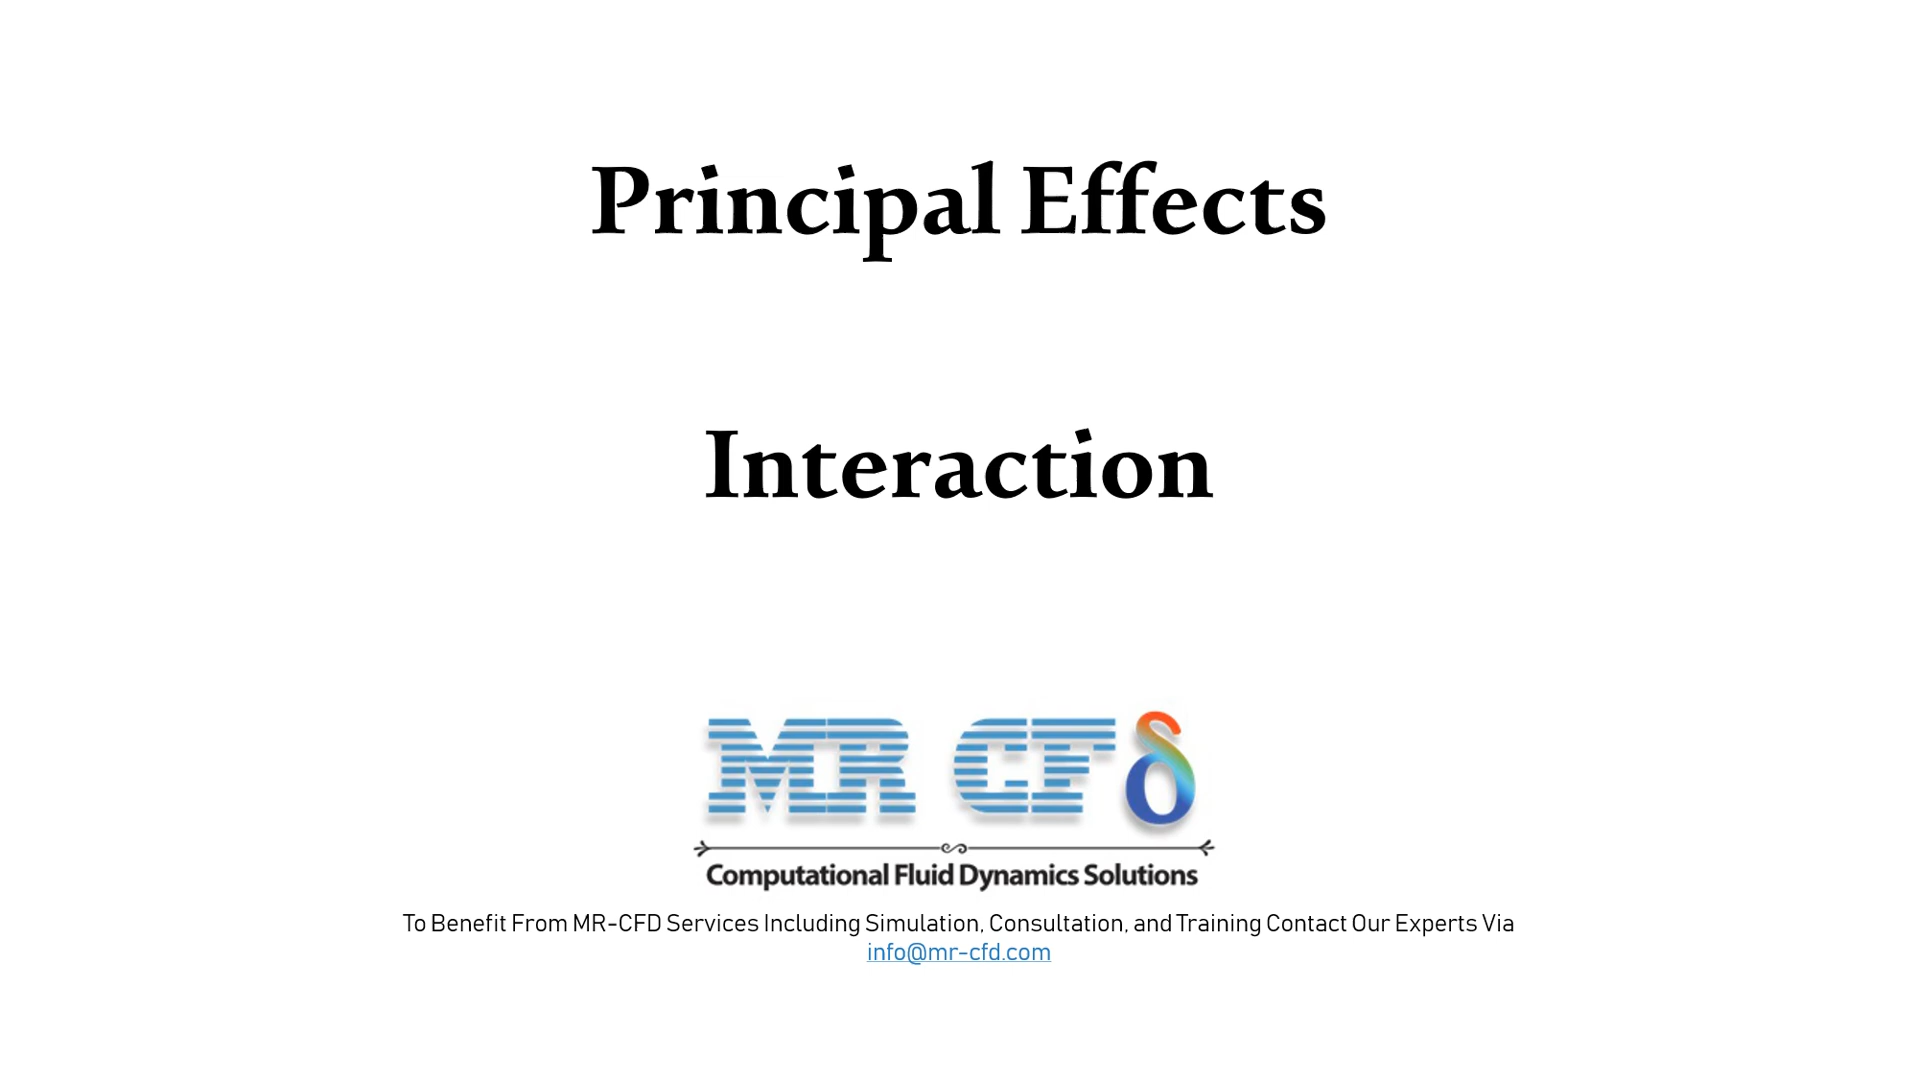 Principal Effects
Interaction
MR CFδ
Computational Fluid Dynamics Solutions
To Benefit From MR-CFD Services Including Simulation, Consultation, and Training Contact Our Experts Via
info@mr-cfd.com